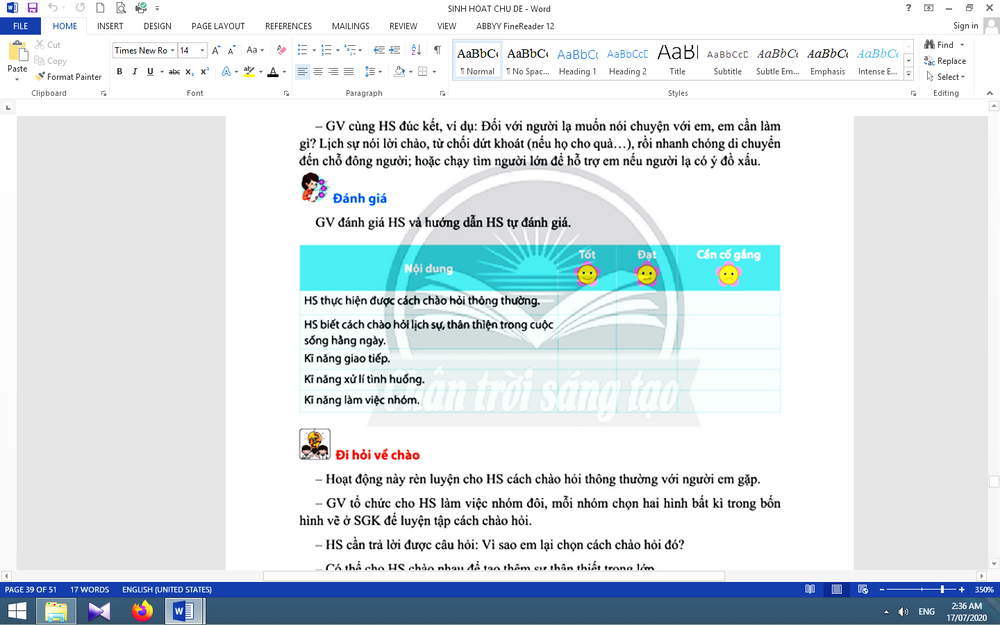 SINH HOAT CHU DE - Word
? Sign in
FILE HOME INSERT DESIGN PAGE LAYOUT REFERENCES MAILINGS REVIEW VIEW ABBYY FineReader 12
Paste
Cut
Copy
Format Painter
Clipboard
Times New Ro 14
A A Aa
B I U abc x₂ x² A ab A
Font
Paragraph
AaBbCc ¶ Normal
AaBbCc ¶ No Spac...
AaBbCc Heading 1
AaBbCcD Heading 2
AaBl Title
AaBbCcD Subtitle
AaBbCc Subtle Em...
AaBbCc Emphasis
AaBbCc Intense E...
Styles
Find
Replace
Select
Editing
– GV cùng HS đúc kết, ví dụ: Đối với người lạ muốn nói chuyện với em, em cần làm
gì? Lịch sự nói lời chào, từ chối dứt khoát (nếu họ cho quà…), rồi nhanh chóng di chuyển
đến chỗ đông người; hoặc chạy tìm người lớn để hỗ trợ em nếu người lạ có ý đồ xấu.
Đánh giá
GV đánh giá HS và hướng dẫn HS tự đánh giá.
Nội dung Tốt Đạt Cần cố gắng
HS thực hiện được cách chào hỏi thông thường.
HS biết cách chào hỏi lịch sự, thân thiện trong cuộc
sống hằng ngày.
Kĩ năng giao tiếp.
Kĩ năng xử lí tình huống.
Kĩ năng làm việc nhóm.
Chân trời sáng tạo
Đi hỏi về chào
– Hoạt động này rèn luyện cho HS cách chào hỏi thông thường với người em gặp.
– GV tổ chức cho HS làm việc nhóm đôi, mỗi nhóm chọn hai hình bất kì trong bốn
hình vẽ ở SGK để luyện tập cách chào hỏi.
– HS cần trả lời được câu hỏi: Vì sao em lại chọn cách chào hỏi đó?
– Có thể cho HS chào nhau để tạo thêm sự thân thiết trong lớp
PAGE 39 OF 51 17 WORDS ENGLISH (UNITED STATES) 350%
ENG 2:36 AM
17/07/2020